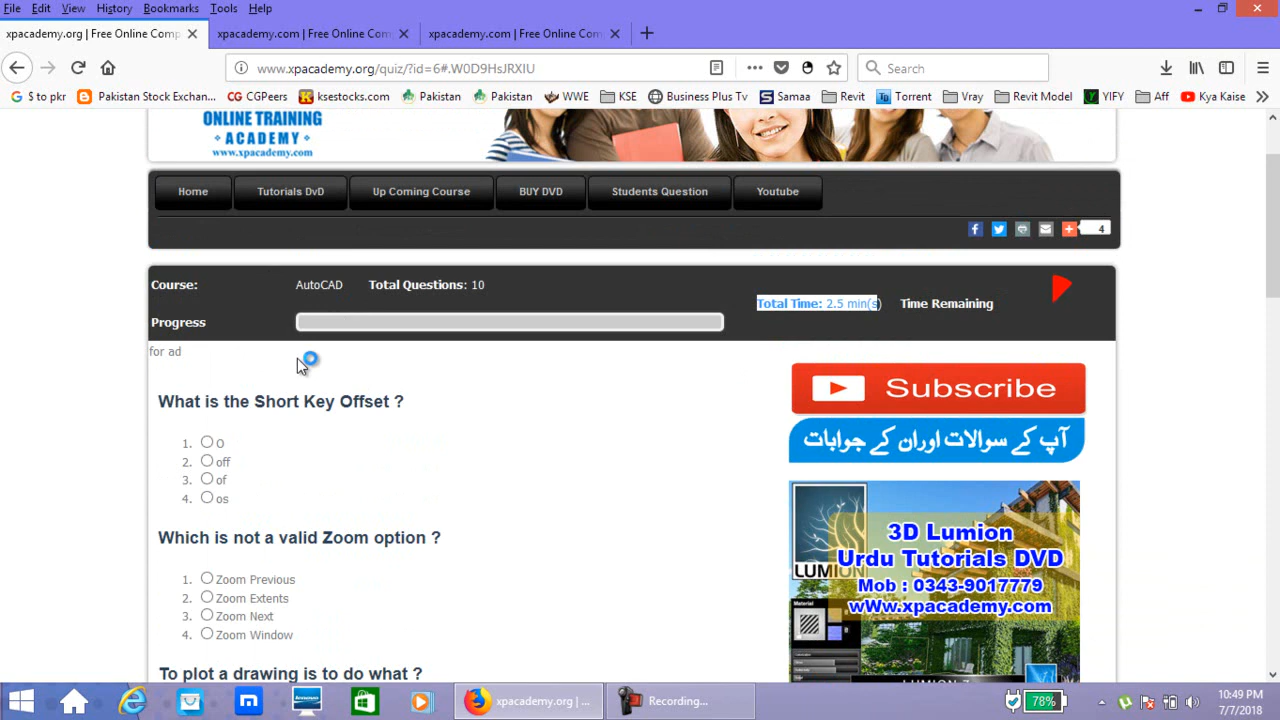 File Edit View History Bookmarks Tools Help
xpacademy.org | Free Online Comp
xpacademy.com | Free Online Com
xpacademy.com | Free Online Com
www.xpacademy.org/quiz/?id=6#.W0D9HsJRXIU
Search
$ to pkr
Pakistan Stock Exchan...
CGPeers
ksestocks.com
Pakistan
Pakistan
WWE
KSE
Business Plus Tv
Samaa
Revit
Torrent
Vray
Revit Model
YIFY
Aff
Kya Kaise
ONLINE TRAINING
ACADEMY
www.xpacademy.com
Home
Tutorials DvD
Up Coming Course
BUY DVD
Students Question
Youtube
4
Course: AutoCAD Total Questions: 10
Total Time: 2.5 min(s) Time Remaining
Progress
for ad
What is the Short Key Offset ?
1. O
2. off
3. of
4. os
Which is not a valid Zoom option ?
1. Zoom Previous
2. Zoom Extents
3. Zoom Next
4. Zoom Window
To plot a drawing is to do what ?
Subscribe
آپ کے سوالات اوران کے جوابات
LUMION
3D Lumion
Urdu Tutorials DVD
Mob : 0343-9017779
wWw.xpacademy.com
Material
xpacademy.org | ...
Recording...
78%
10:49 PM
7/7/2018